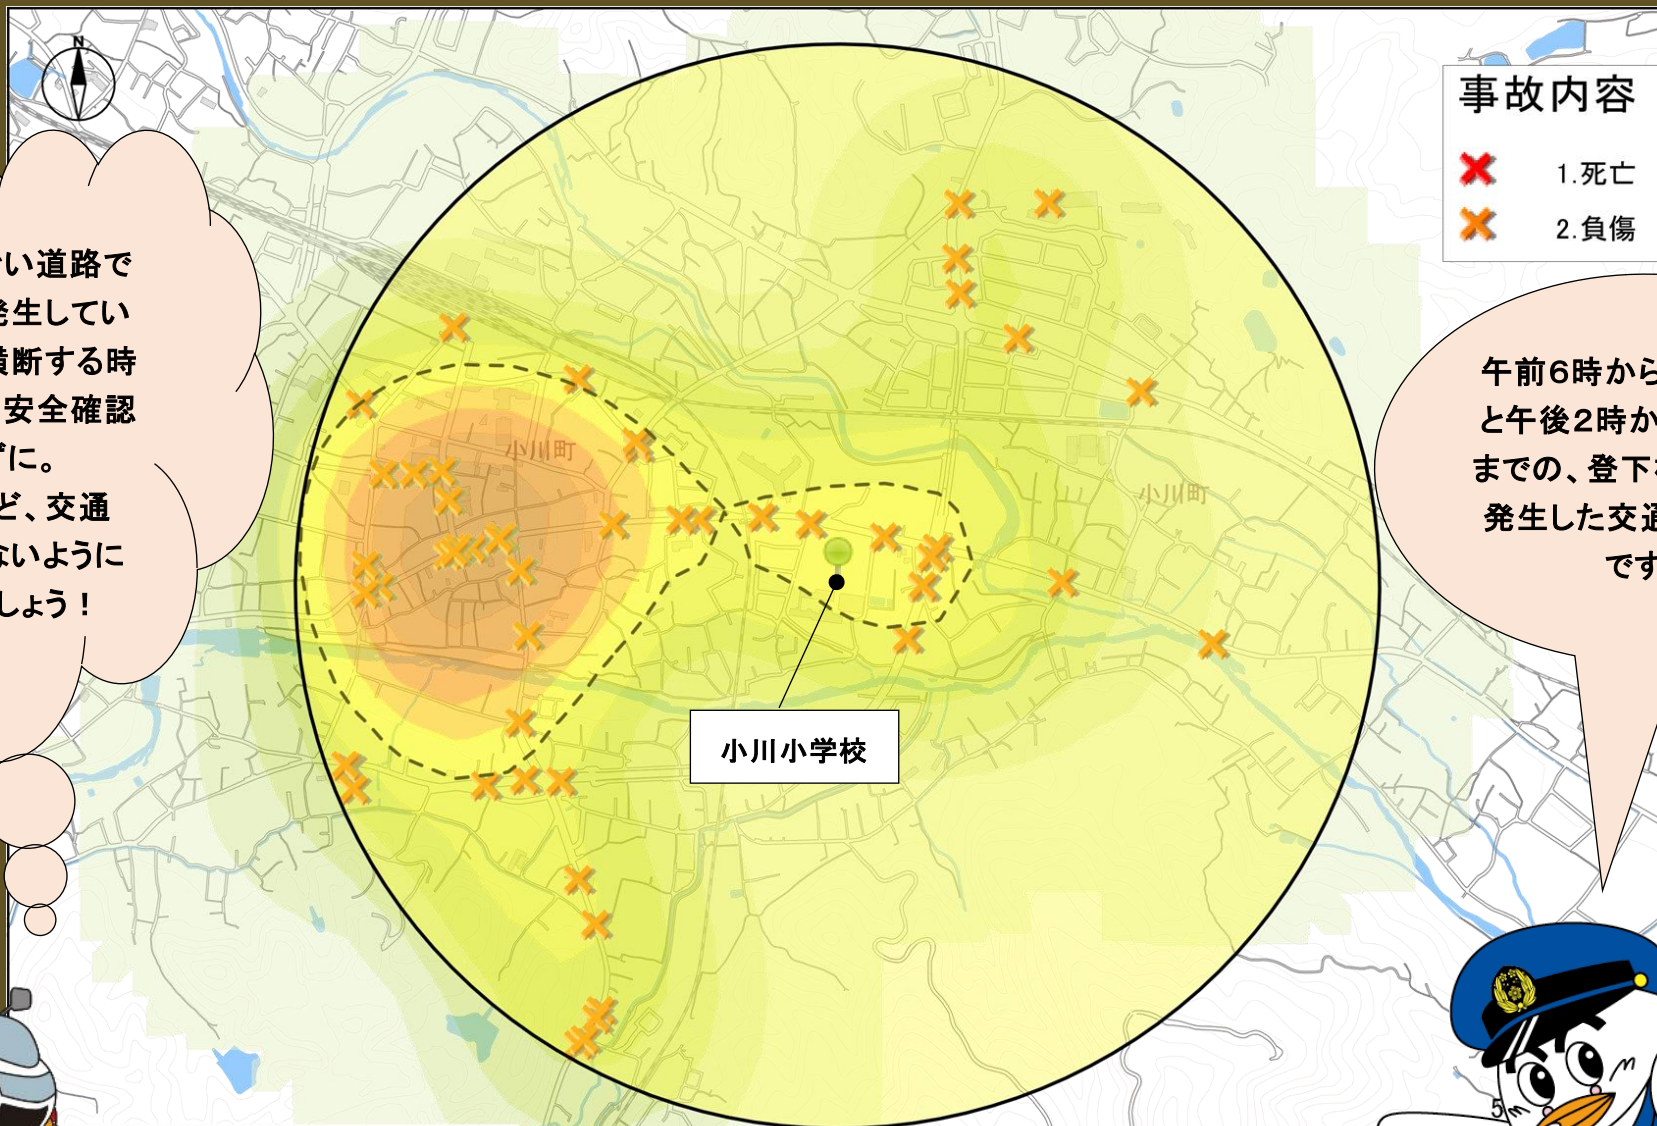 N
事故内容
1.死亡
2.負傷
い道路で
発生してい
横断する時
安全確認
ずに。
ど、交通
ないように
しょう！
小川町
小川町
午前6時から
と午後2時か
までの、登下
発生した交通
です
小川小学校